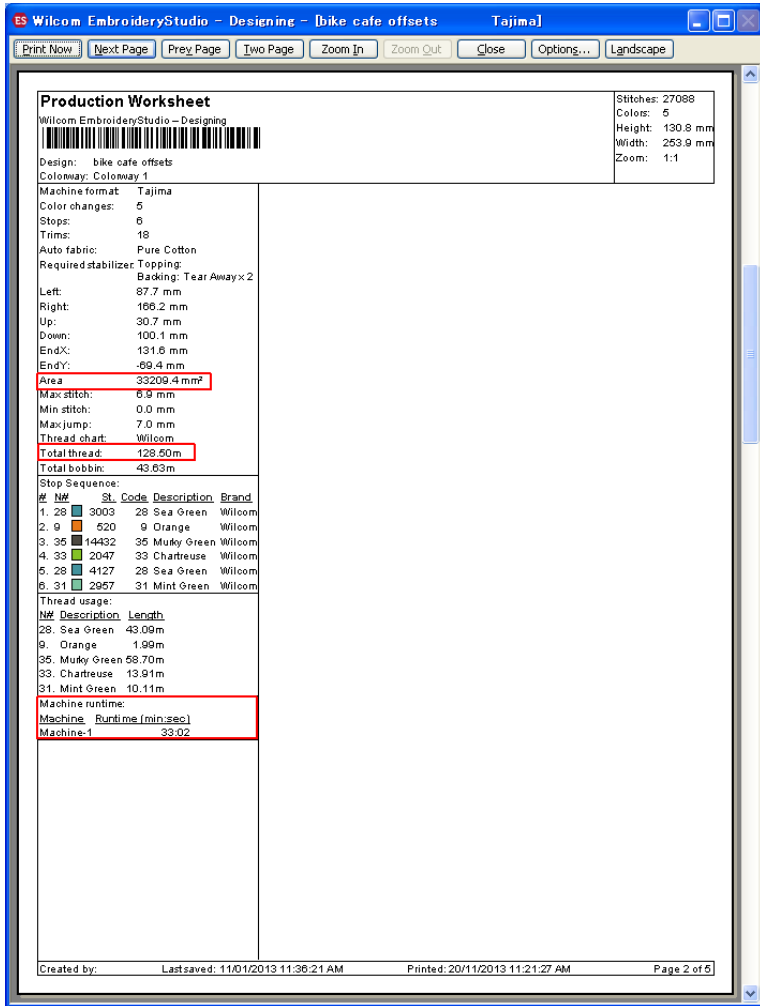 ES Wilcom EmbroideryStudio - Designing - [bike cafe offsets Tajima]
Print Now Next Page Prev Page Two Page Zoom In Zoom Out Close Options... Landscape
Production Worksheet
Wilcom EmbroideryStudio – Designing
Design: bike cafe offsets
Colorway: Colorway 1
Stitches: 27088
Colors: 5
Height: 130.8 mm
Width: 253.9 mm
Zoom: 1:1
Machine format Tajima
Color changes: 5
Stops: 6
Trims: 18
Auto fabric: Pure Cotton
Required stabilizer: Topping:
Backing: Tear Away x 2
Left: 87.7 mm
Right: 166.2 mm
Up: 30.7 mm
Down: 100.1 mm
EndX: 131.6 mm
EndY: -69.4 mm
Area 33209.4 mm²
Max stitch: 6.9 mm
Min stitch: 0.0 mm
Max jump: 7.0 mm
Thread chart: Wilcom
Total thread: 128.50m
Total bobbin: 43.63m
Stop Sequence:
# N# St. Code Description Brand
1. 28 3003 28 Sea Green Wilcom
2. 9 520 9 Orange Wilcom
3. 35 14432 35 Murky Green Wilcom
4. 33 2047 33 Chartreuse Wilcom
5. 28 4127 28 Sea Green Wilcom
6. 31 2957 31 Mint Green Wilcom
Thread usage:
N# Description Length
28. Sea Green 43.09m
9. Orange 1.99m
35. Murky Green 58.70m
33. Chartreuse 13.91m
31. Mint Green 10.11m
Machine runtime:
Machine Runtime (min:sec)
Machine-1 33:02
Created by: Last saved: 11/01/2013 11:36:21 AM Printed: 20/11/2013 11:21:27 AM Page 2 of 5